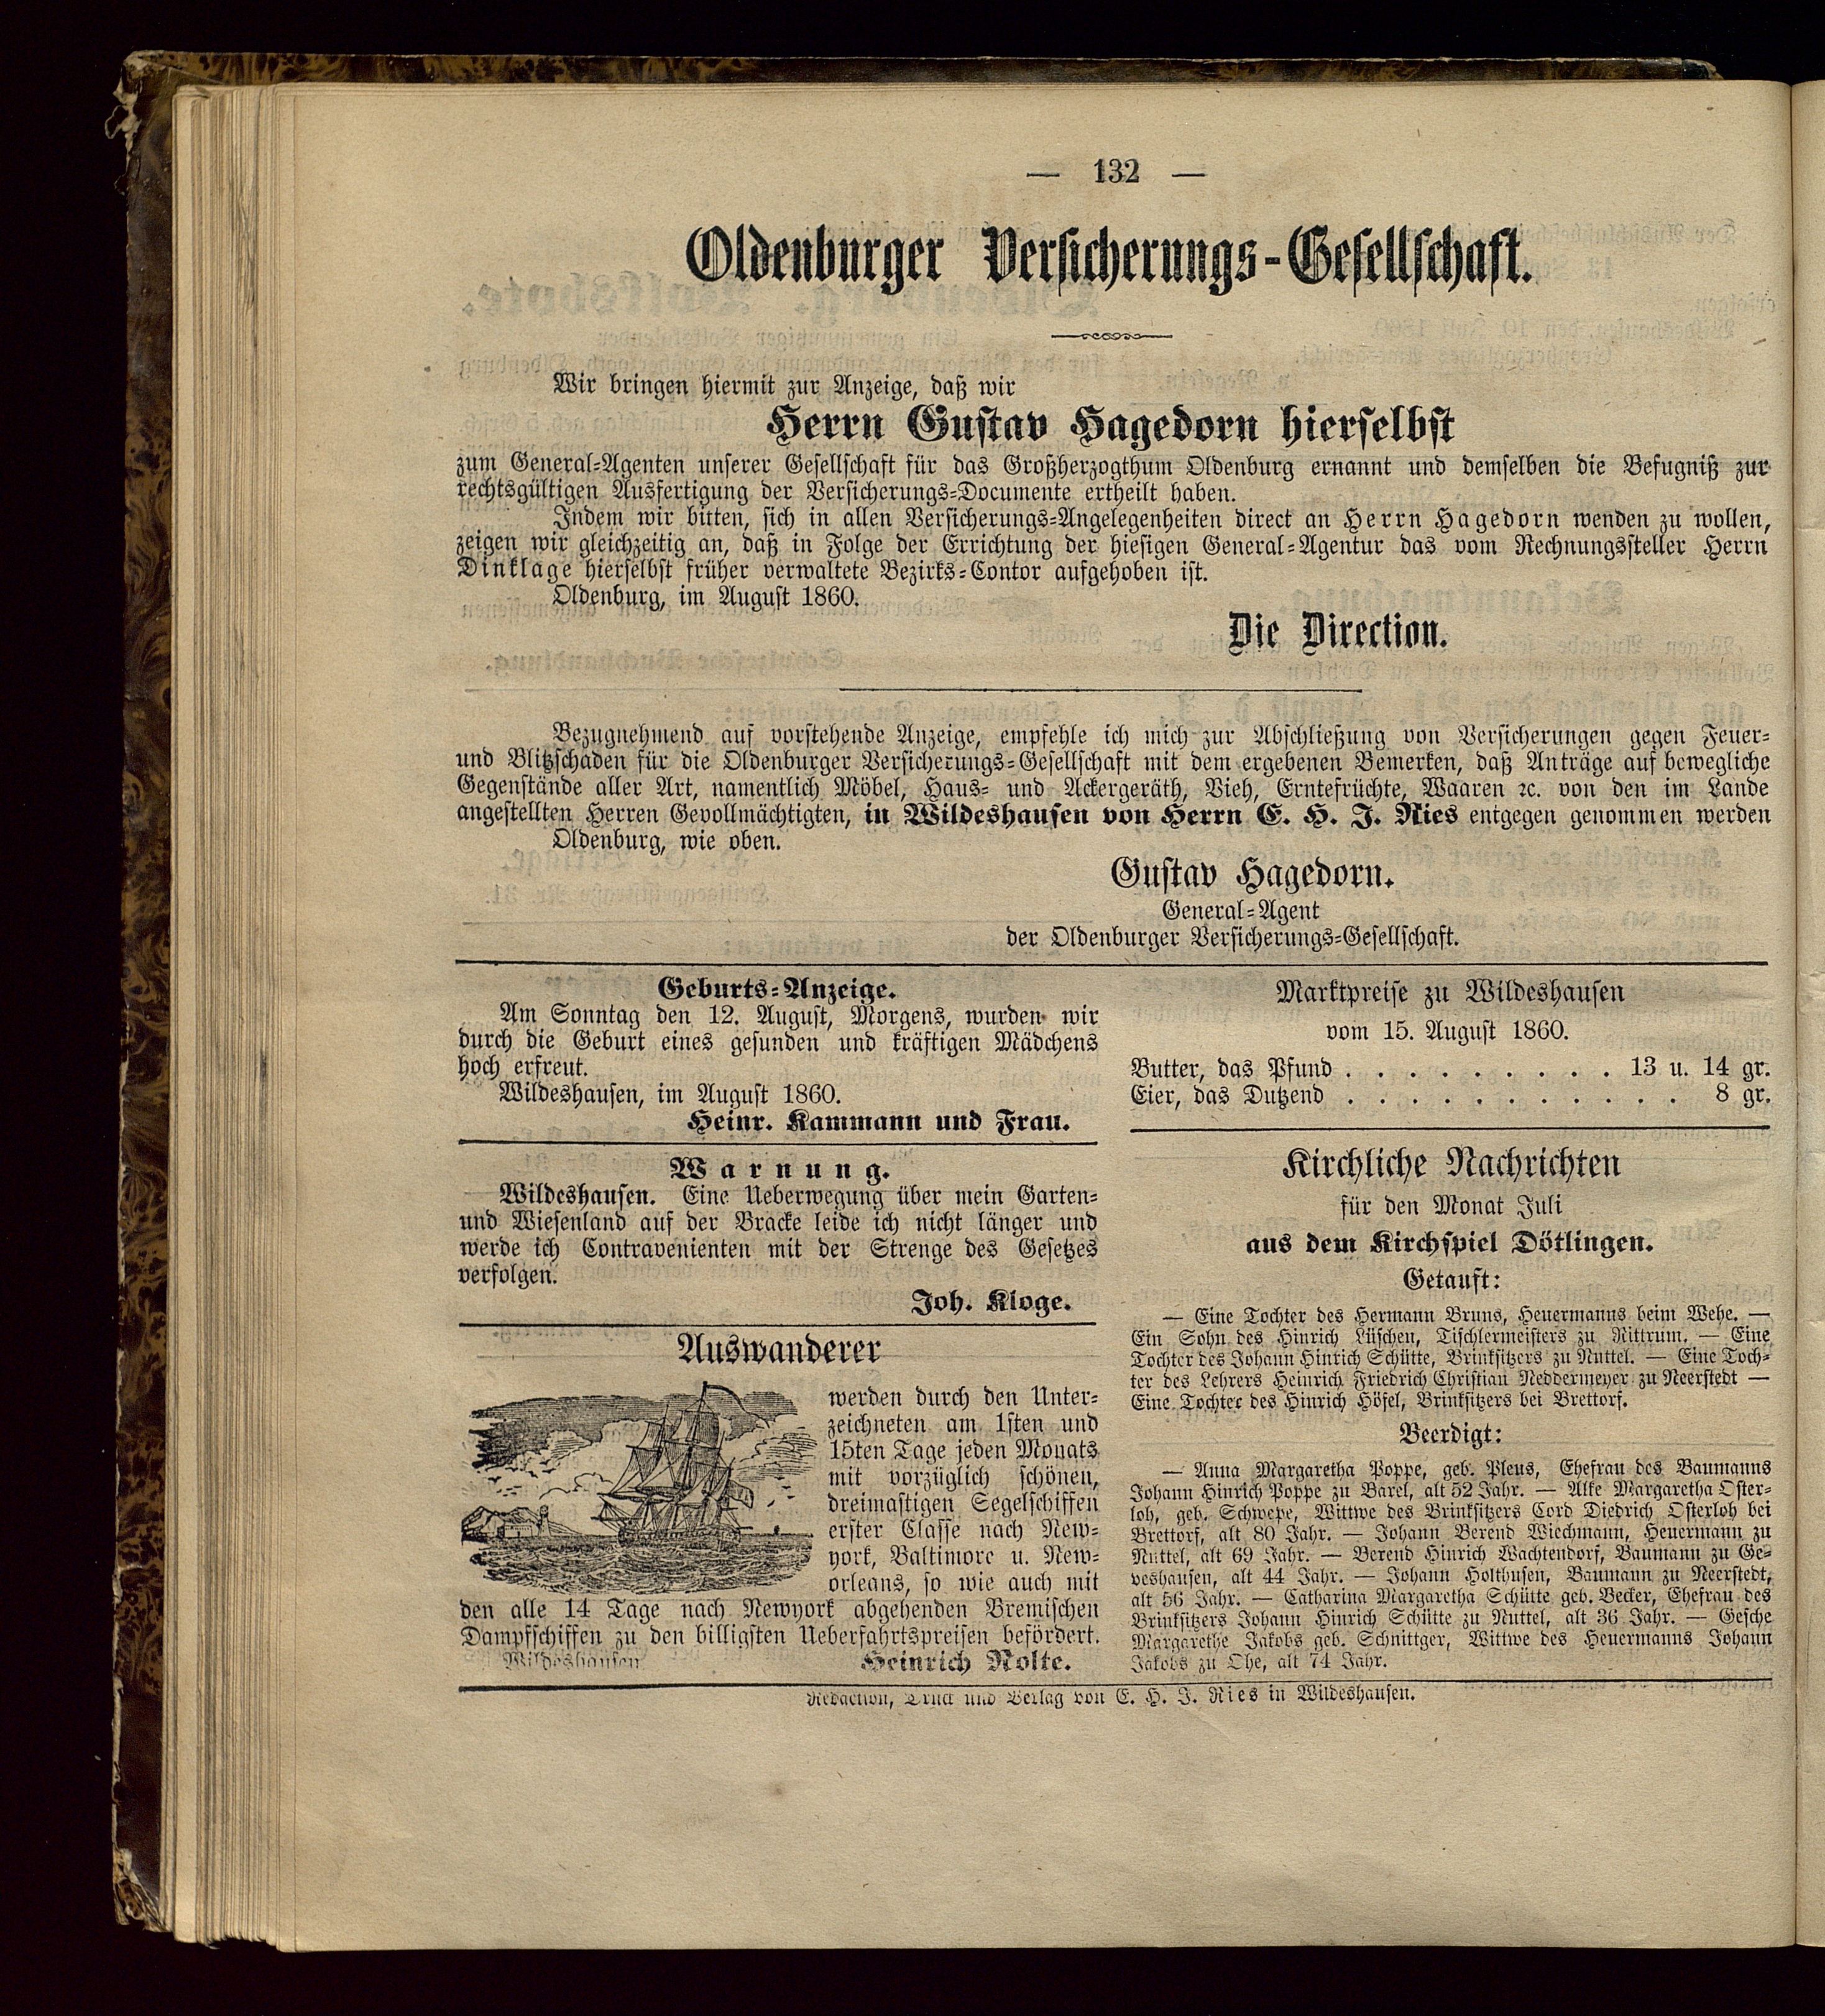 — 132 —
Oldenburger Versicherungs-Gesellschaft.
Wir bringen hiermit zur Anzeige, daß wir
Herrn Gustav Hagedorn hierselbst
zum General-Agenten unserer Gesellschaft für das Großherzogthum Oldenburg ernannt und demselben die Befugniß zur
rechtsgültigen Ausfertigung der Versicherungs-Documente ertheilt haben.
Indem wir bitten, sich in allen Versicherungs-Angelegenheiten direct an Herrn Hagedorn wenden zu wollen,
zeigen wir gleichzeitig an, daß in Folge der Errichtung der hiesigen General-Agentur das vom Rechnungssteller Herrn
Dinklage hierselbst früher verwaltete Bezirks-Contor aufgehoben ist.
Oldenburg, im August 1860.
Die Direction.
Bezugnehmend auf vorstehende Anzeige, empfehle ich mich zur Abschließung von Versicherungen gegen Feuer-
und Blitzschaden für die Oldenburger Versicherungs-Gesellschaft mit dem ergebenen Bemerken, daß Anträge auf bewegliche
Gegenstände aller Art, namentlich Möbel, Haus- und Ackergeräth, Vieh, Erntefrüchte, Waaren ꝛc. von den im Lande
angestellten Herren Gevollmächtigten, in Wildeshausen von Herrn E. H. J. Ries entgegen genommen werden
Oldenburg, wie oben.
Gustav Hagedorn.
General-Agent
der Oldenburger Versicherungs-Gesellschaft.
Geburts-Anzeige.
Am Sonntag den 12. August, Morgens, wurden wir
durch die Geburt eines gesunden und kräftigen Mädchens
hoch erfreut.
Wildeshausen, im August 1860.
Heinr. Kammann und Frau.
Warnung.
Wildeshausen. Eine Ueberwegung über mein Garten-
und Wiesenland auf der Bracke leide ich nicht länger und
werde ich Contravenienten mit der Strenge des Gesetzes
verfolgen.
Joh. Kloge.
Auswanderer
werden durch den Unter-
zeichneten am 1sten und
15ten Tage jeden Monats
mit vorzüglich schönen,
dreimastigen Segelschiffen
erster Classe nach New-
york, Baltimore u. New-
orleans, so wie auch mit
den alle 14 Tage nach Newyork abgehenden Bremischen
Dampfschiffen zu den billigsten Ueberfahrtspreisen befördert.
Wildeshausen Heinrich Nolte.
Marktpreise zu Wildeshausen
vom 15. August 1860.
Butter, das Pfund . . . . . . . . . 13 u. 14 gr.
Eier, das Dutzend . . . . . . . . . . . 8 gr.
Kirchliche Nachrichten
für den Monat Juli
aus dem Kirchspiel Dötlingen.
Getauft:
— Eine Tochter des Hermann Bruns, Heuermanns beim Wehe. —
Ein Sohn des Hinrich Lüschen, Tischlermeisters zu Rittrum. — Eine
Tochter des Johann Hinrich Schütte, Brinksitzers zu Nuttel. — Eine Toch-
ter des Lehrers Heinrich Friedrich Christian Neddermeyer zu Neerstedt —
Eine Tochter des Hinrich Hösel, Brinksitzers bei Brettorf.
Beerdigt:
— Anna Margaretha Poppe, geb. Pleus, Ehefrau des Baumanns
Johann Hinrich Poppe zu Barel, alt 52 Jahr. — Alke Margaretha Oster-
loh, geb. Schwepe, Wittwe des Brinksitzers Cord Diedrich Osterloh bei
Brettorf, alt 80 Jahr. — Johann Berend Wiechmann, Heuermann zu
Nuttel, alt 69 Jahr. — Berend Hinrich Wachtendorf, Baumann zu Ge-
veshausen, alt 44 Jahr. — Johann Holthusen, Baumann zu Neerstedt,
alt 56 Jahr. — Catharina Margaretha Schütte geb. Becker, Ehefrau des
Brinksitzers Johann Hinrich Schütte zu Nuttel, alt 36 Jahr. — Gesche
Margarethe Jakobs geb. Schnittger, Wittwe des Heuermanns Johann
Jakobs zu Ohe, alt 74 Jahr.
Redaction, Druck und Verlag von E. H. J. Ries in Wildeshausen.